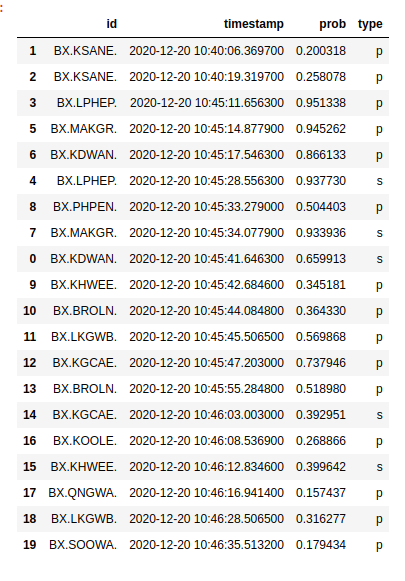 :
id timestamp prob type
1 BX.KSANE. 2020-12-20 10:40:06.369700 0.200318 p
2 BX.KSANE. 2020-12-20 10:40:19.319700 0.258078 p
3 BX.LPHEP. 2020-12-20 10:45:11.656300 0.951338 p
5 BX.MAKGR. 2020-12-20 10:45:14.877900 0.945262 p
6 BX.KDWAN. 2020-12-20 10:45:17.546300 0.866133 p
4 BX.LPHEP. 2020-12-20 10:45:28.556300 0.937730 s
8 BX.PHPEN. 2020-12-20 10:45:33.279000 0.504403 p
7 BX.MAKGR. 2020-12-20 10:45:34.077900 0.933936 s
0 BX.KDWAN. 2020-12-20 10:45:41.646300 0.659913 s
9 BX.KHWEE. 2020-12-20 10:45:42.684600 0.345181 p
10 BX.BROLN. 2020-12-20 10:45:44.084800 0.364330 p
11 BX.LKGWB. 2020-12-20 10:45:45.506500 0.569868 p
12 BX.KGCAE. 2020-12-20 10:45:47.203000 0.737946 p
13 BX.BROLN. 2020-12-20 10:45:55.284800 0.518980 p
14 BX.KGCAE. 2020-12-20 10:46:03.003000 0.392951 s
16 BX.KOOLE. 2020-12-20 10:46:08.536900 0.268866 p
15 BX.KHWEE. 2020-12-20 10:46:12.834600 0.399642 s
17 BX.QNGWA. 2020-12-20 10:46:16.941400 0.157437 p
18 BX.LKGWB. 2020-12-20 10:46:28.506500 0.316277 p
19 BX.SOOWA. 2020-12-20 10:46:35.513200 0.179434 p